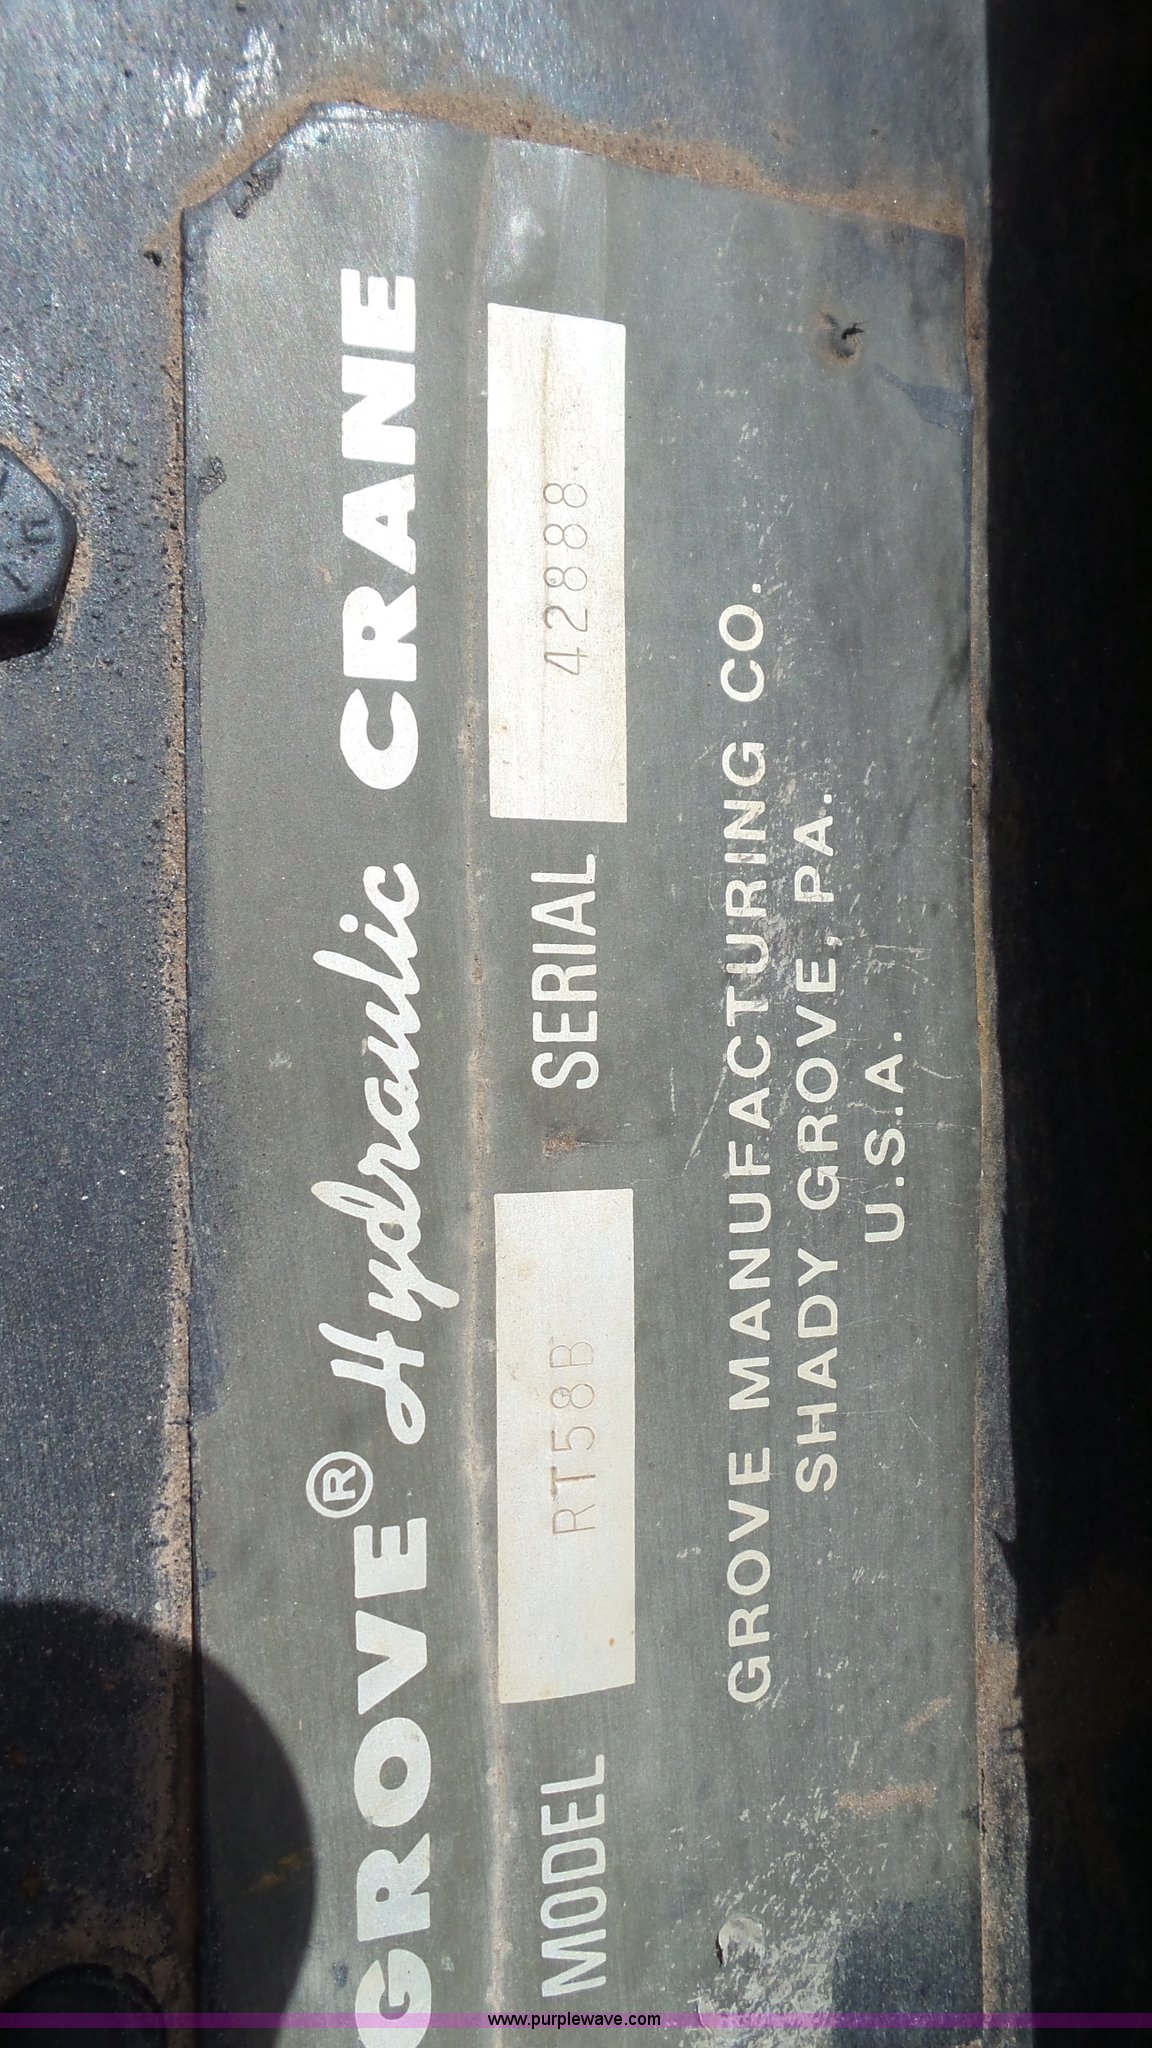 GROVE® Hydraulic CRANE
MODEL RT58B SERIAL 42888
GROVE MANUFACTURING CO.
SHADY GROVE, PA.
U.S.A.
www.purplewave.com